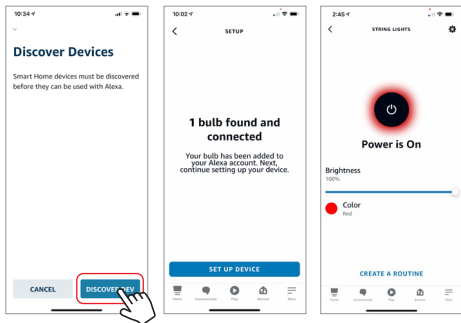 10:34
Discover Devices
Smart Home devices must be discovered
before they can be used with Alexa.
CANCEL
DISCOVER DEV
10:02
SETUP
1 bulb found and
connected
Your bulb has been added to
your Alexa account. Next,
continue setting up your device.
SET UP DEVICE
Home Communicate Play Devices More
2:45
STRING LIGHTS
Power is On
Brightness
100%
Color
Red
CREATE A ROUTINE
Home Communicate Play Devices More